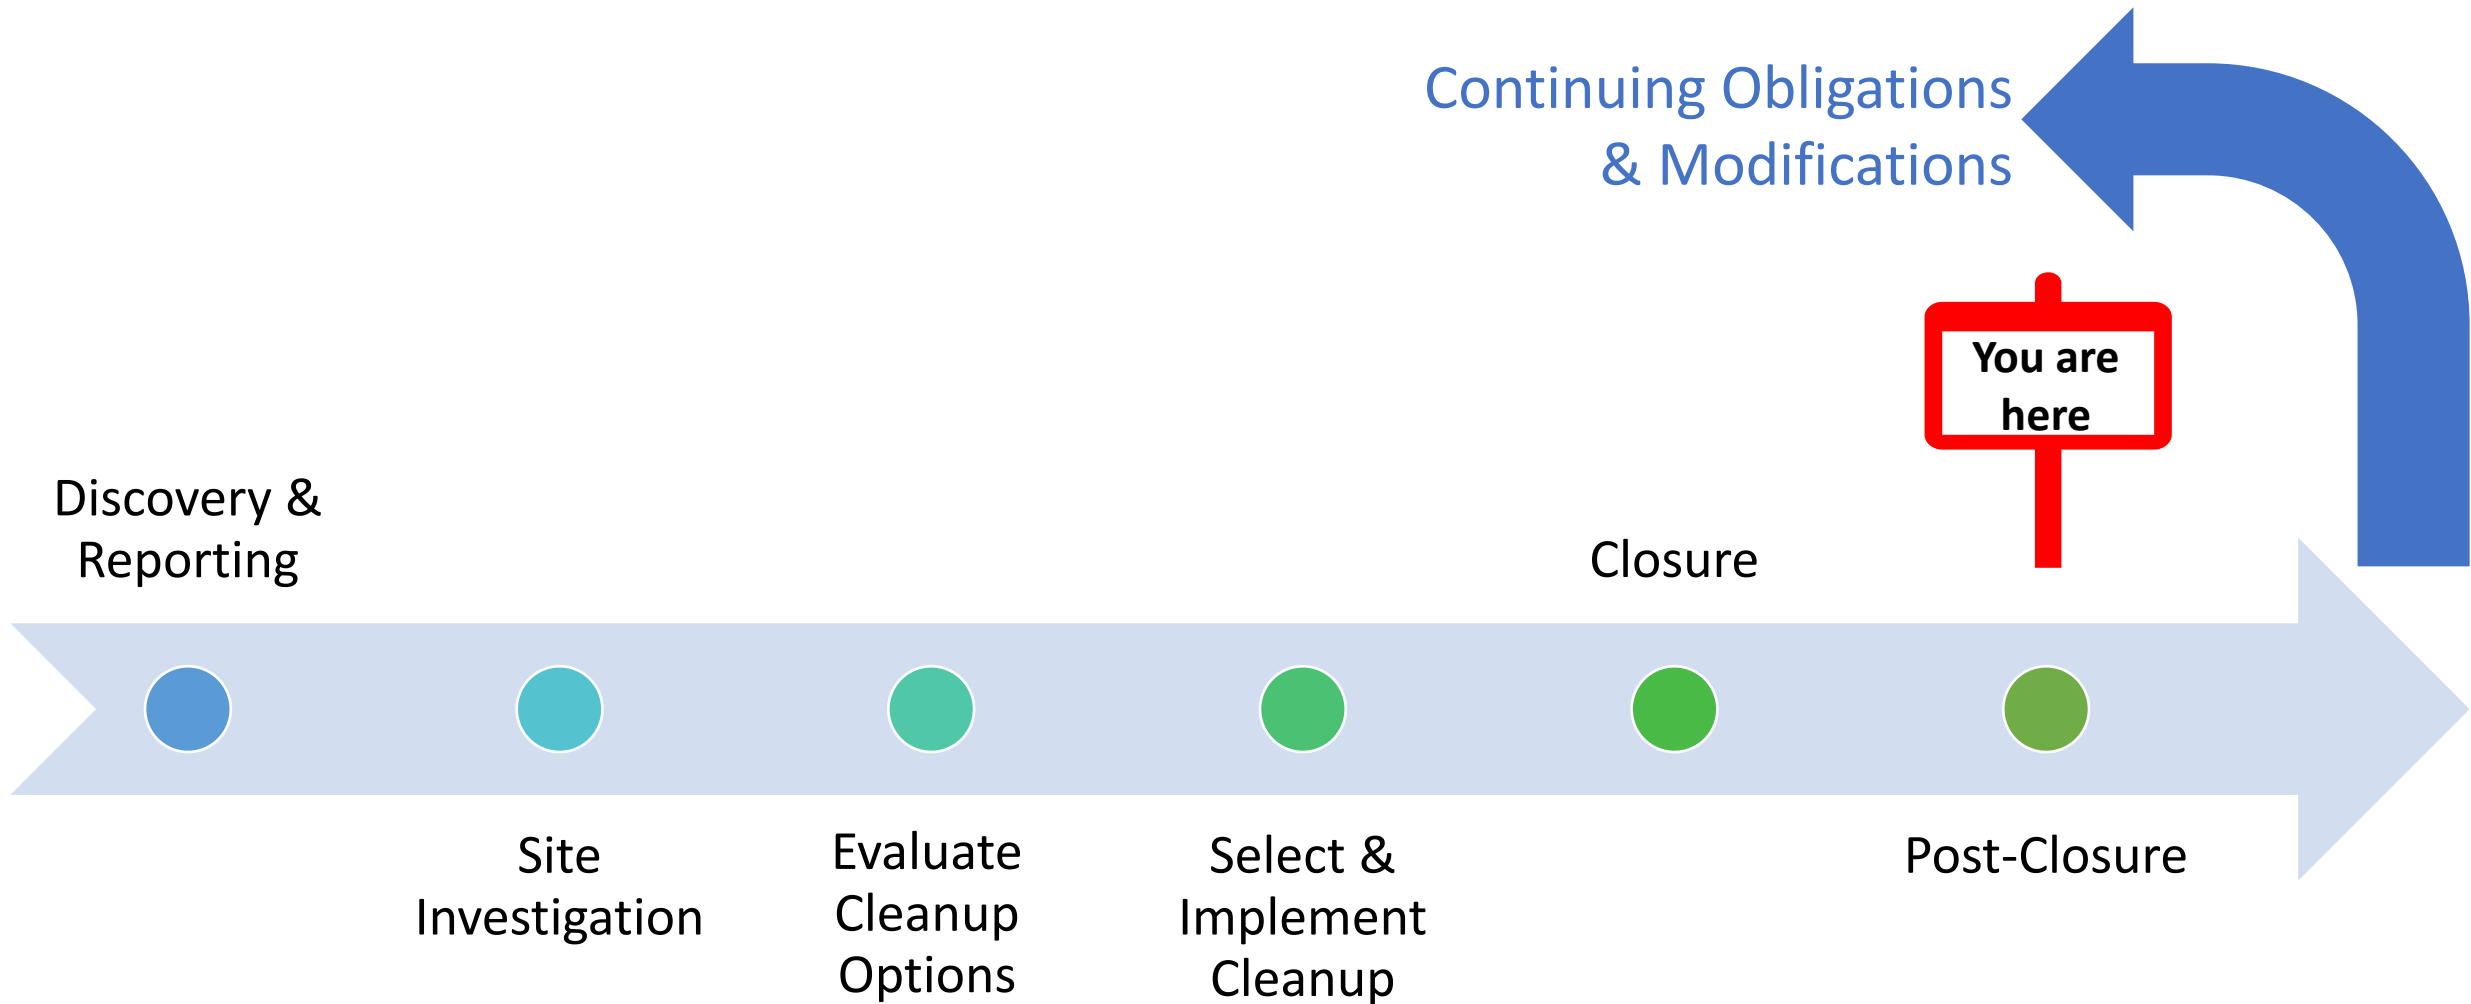 Continuing Obligations
& Modifications
You are
here
Discovery &
Reporting
Closure
Site
Investigation
Evaluate
Cleanup
Options
Select &
Implement
Cleanup
Post-Closure